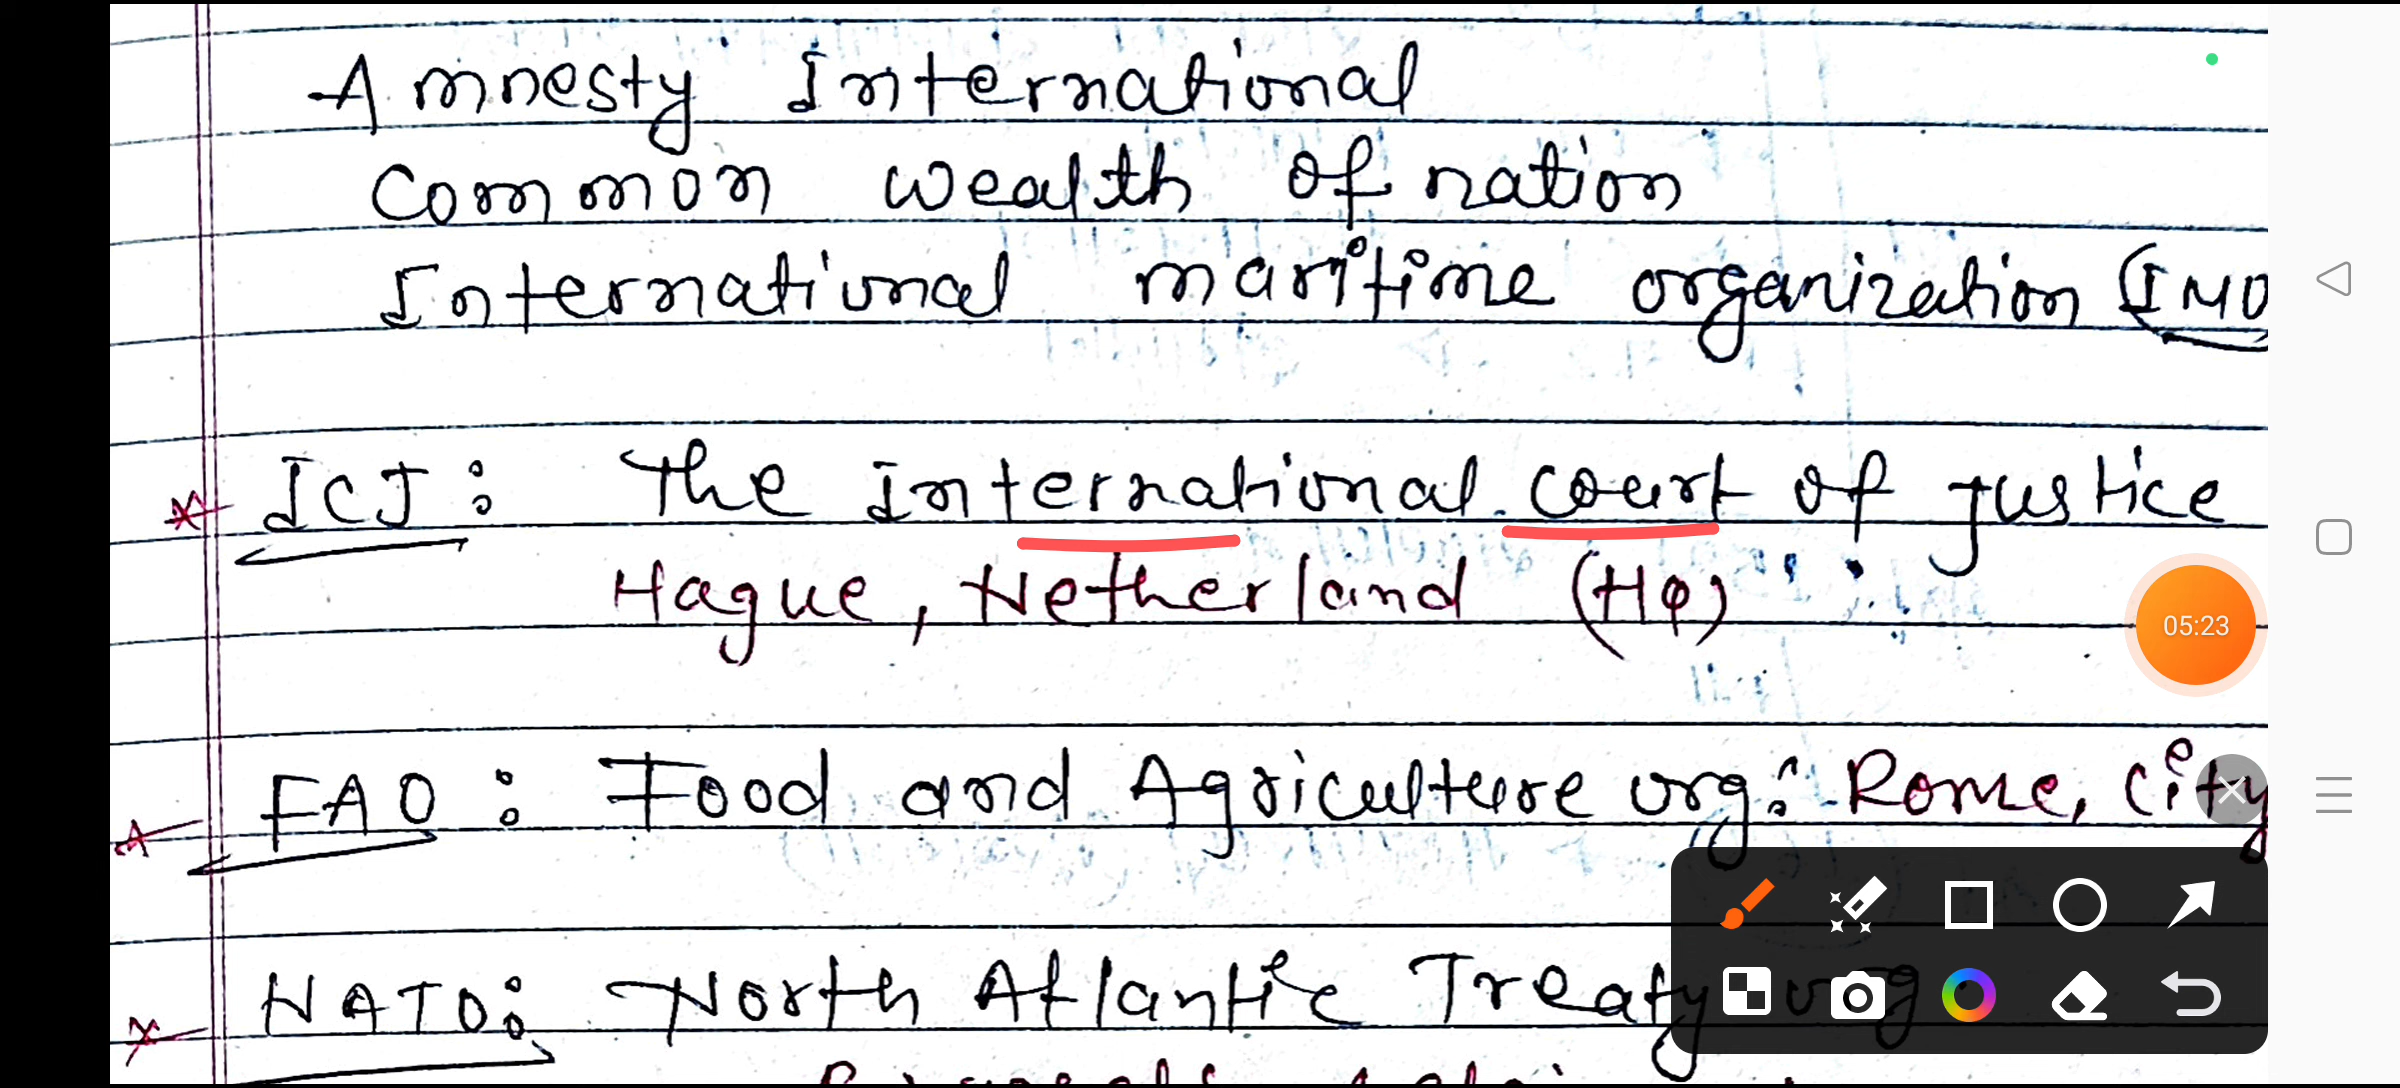 Amnesty International
Common wealth of nation
International maritime organization (IMO
ICJ: The International court of justice
Hague, Netherland (HQ)
05:23
FAO: Food and Agriculture org: Rome, city
NATO: North Atlantic Treaty org